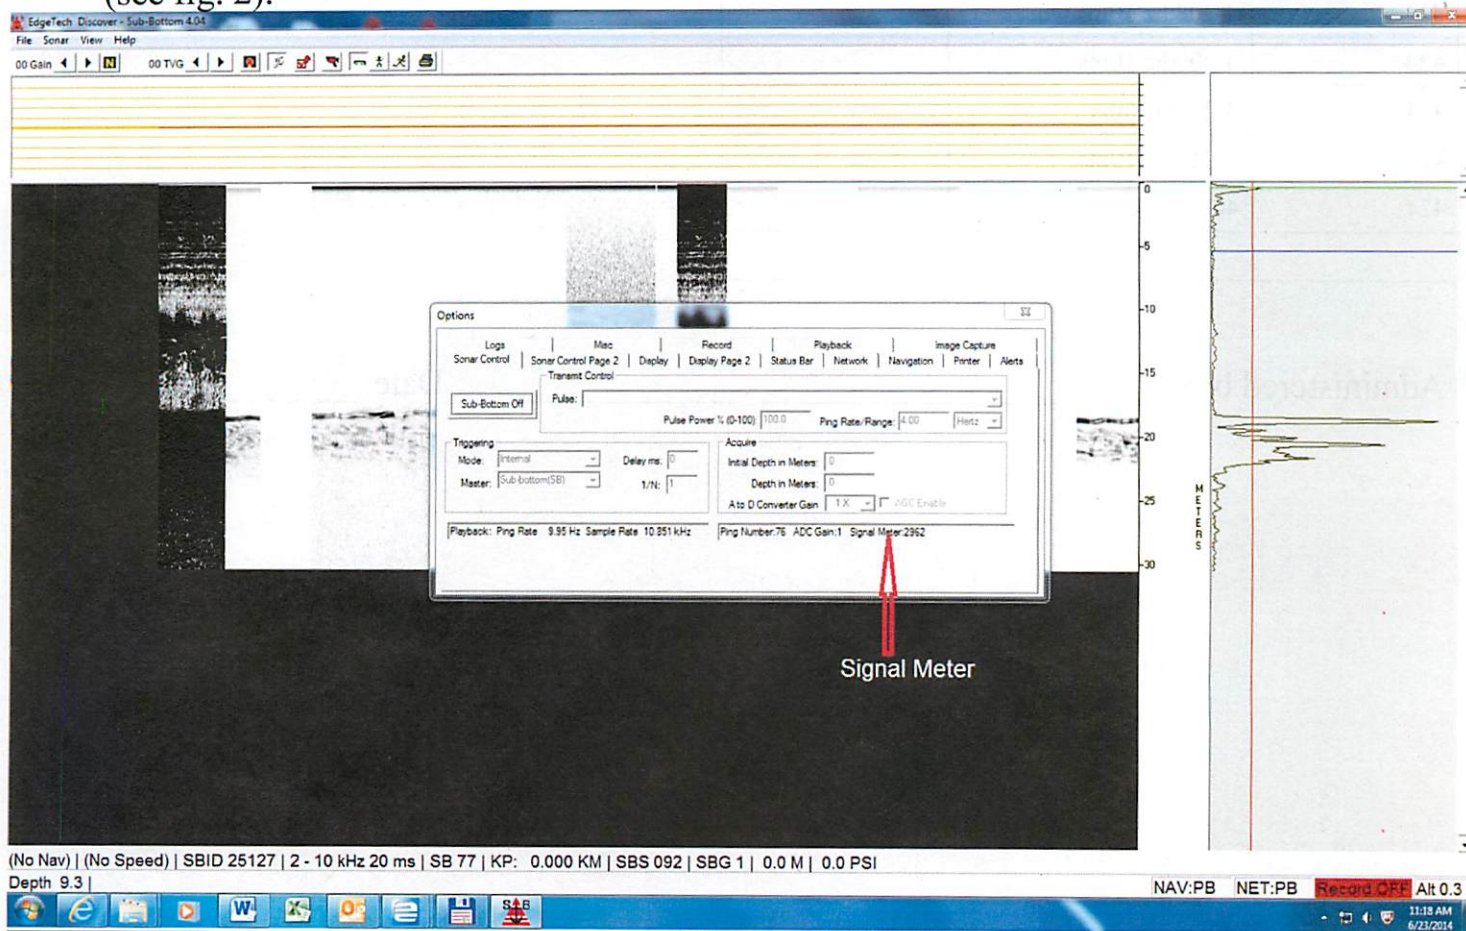 (see fig. 2).
EdgeTech Discover - Sub-Bottom 4.04
File Sonar View Help
00 Gain N 00 TVG
0
-5
-10
-15
-20
-25
-30
METERS
Options
Logs Misc Record Playback Image Capture
Sonar Control Sonar Control Page 2 Display Display Page 2 Status Bar Network Navigation Printer Alerts
Transmit Control
Sub-Bottom Off Pulse:
Pulse Power % (0-100): 100.0 Ping Rate/Range: 4.00 Hertz
Triggering Acquire
Mode: Internal Delay ms: 0 Initial Depth in Meters: 0
Master: Sub-bottom(SB) 1/N: 1 Depth in Meters: 0
A to D Converter Gain 1 X AGC Enable
Playback: Ping Rate 9.95 Hz Sample Rate 10.851 kHz Ping Number:76 ADC Gain:1 Signal Meter:2962
Signal Meter
(No Nav) | (No Speed) | SBID 25127 | 2 - 10 kHz 20 ms | SB 77 | KP: 0.000 KM | SBS 092 | SBG 1 | 0.0 M | 0.0 PSI
Depth 9.3 | NAV:PB NET:PB Record OFF Alt 0.3
S B
11:18 AM
6/23/2014